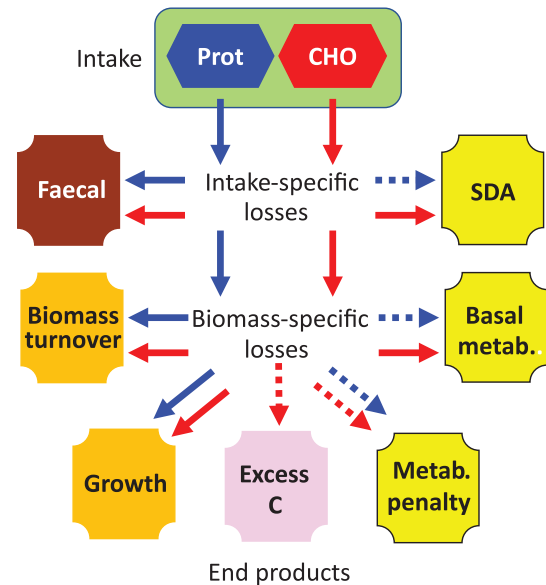 Intake
Prot
CHO
Faecal
Intake-specific
losses
SDA
Biomass
turnover
Biomass-specific
losses
Basal
metab..
Growth
Excess
C
Metab.
penalty
End products